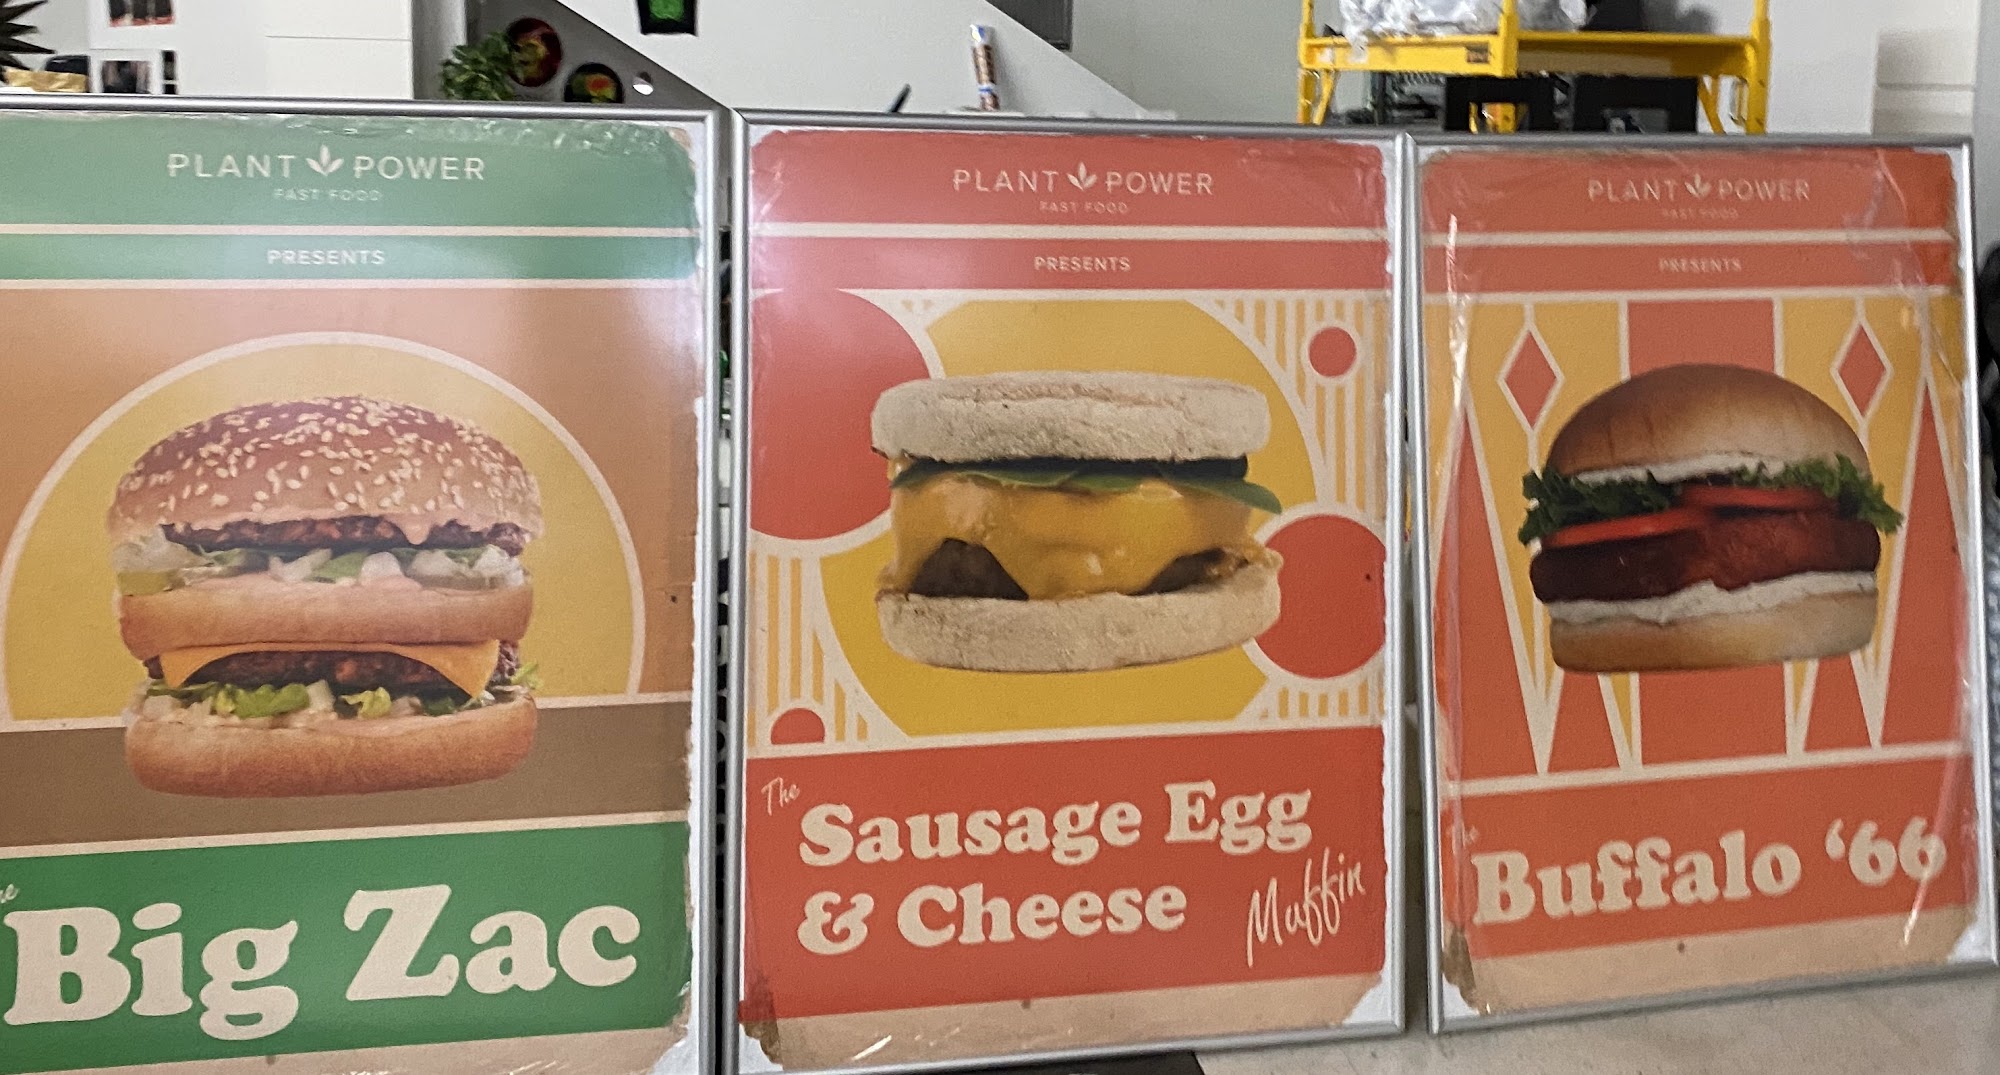 PLANT POWER
FAST FOOD
PRESENTS
The
Big Zac
PLANT POWER
FAST FOOD
PRESENTS
The
Sausage Egg
& Cheese
Muffin
PLANT POWER
FAST FOOD
PRESENTS
Buffalo ‘66